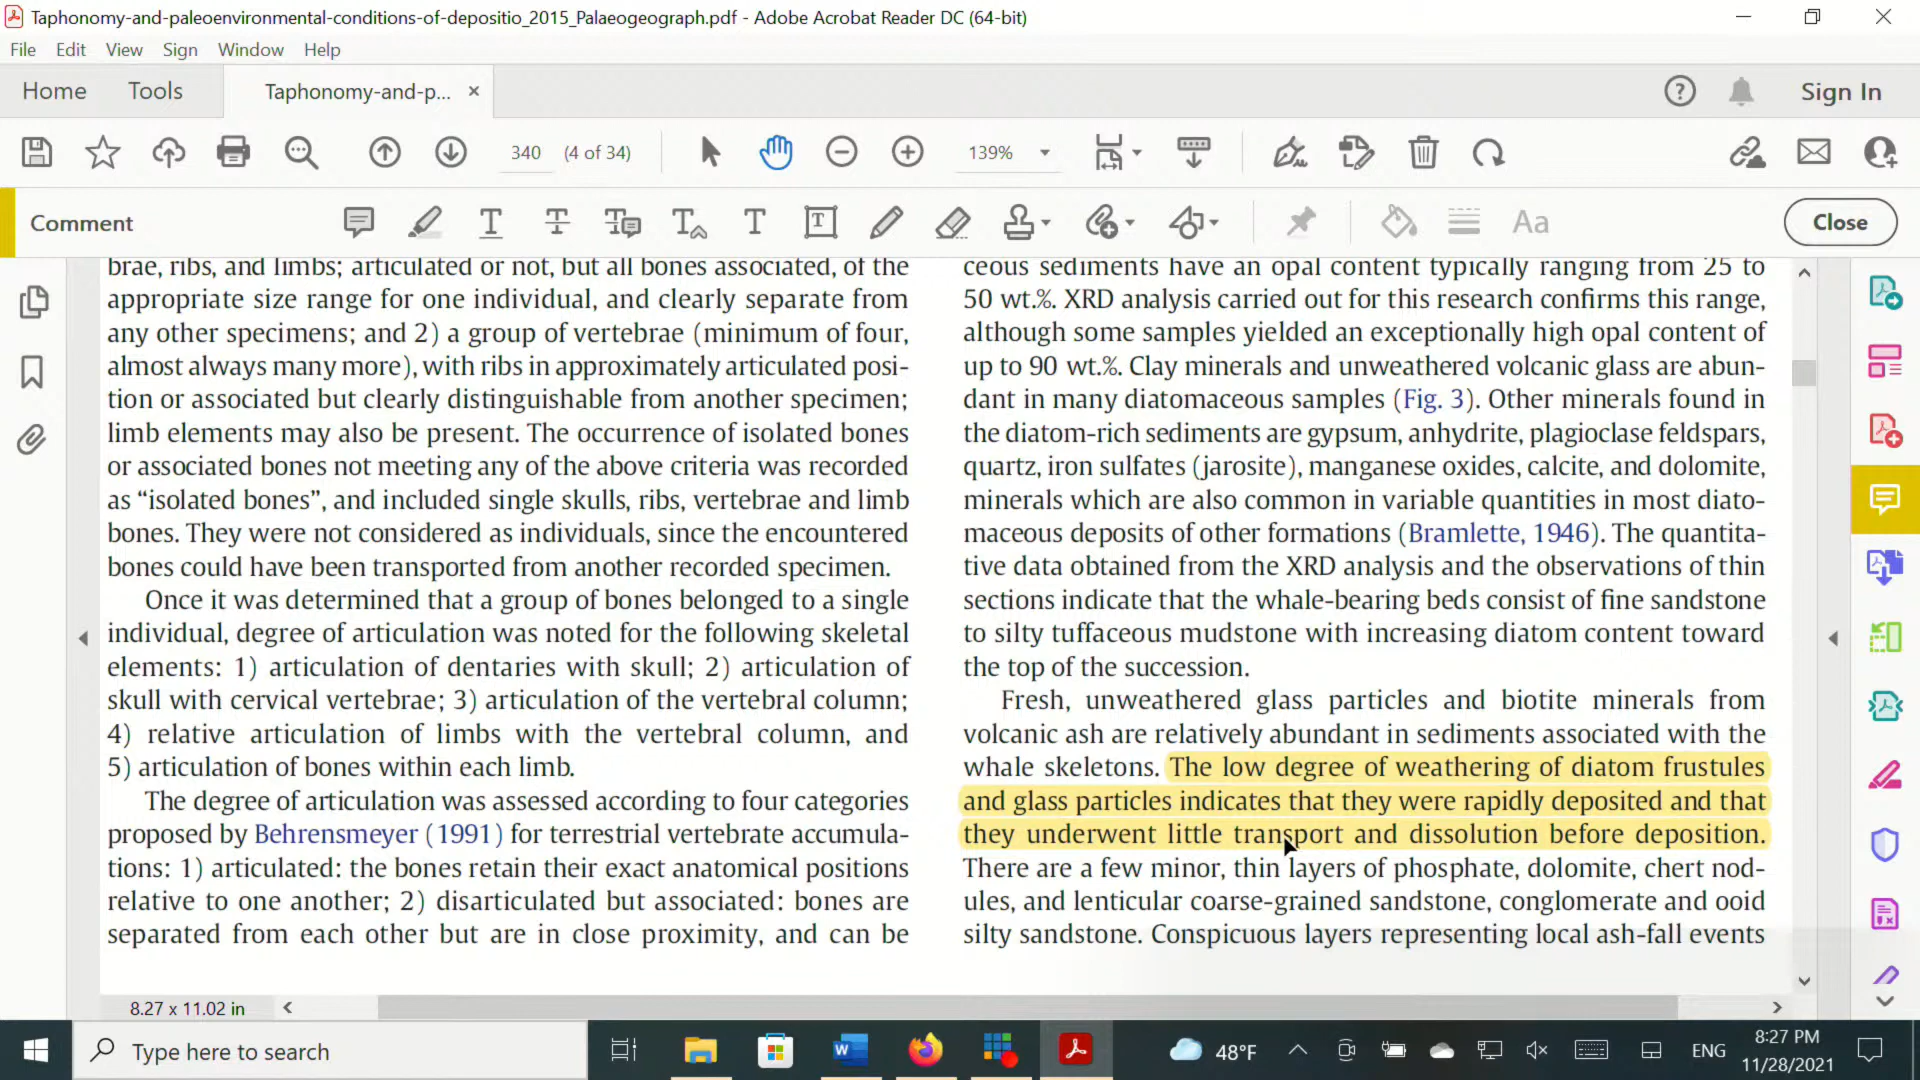 Taphonomy-and-paleoenvironmental-conditions-of-depositio_2015_Palaeogeograph.pdf - Adobe Acrobat Reader DC (64-bit)
File Edit View Sign Window Help
Home Tools Taphonomy-and-p... × Sign In
340 (4 of 34) 139%
Comment Aa Close
brae, ribs, and limbs; articulated or not, but all bones associated, of the
appropriate size range for one individual, and clearly separate from
any other specimens; and 2) a group of vertebrae (minimum of four,
almost always many more), with ribs in approximately articulated posi-
tion or associated but clearly distinguishable from another specimen;
limb elements may also be present. The occurrence of isolated bones
or associated bones not meeting any of the above criteria was recorded
as “isolated bones”, and included single skulls, ribs, vertebrae and limb
bones. They were not considered as individuals, since the encountered
bones could have been transported from another recorded specimen.
Once it was determined that a group of bones belonged to a single
individual, degree of articulation was noted for the following skeletal
elements: 1) articulation of dentaries with skull; 2) articulation of
skull with cervical vertebrae; 3) articulation of the vertebral column;
4) relative articulation of limbs with the vertebral column, and
5) articulation of bones within each limb.
The degree of articulation was assessed according to four categories
proposed by Behrensmeyer (1991) for terrestrial vertebrate accumula-
tions: 1) articulated: the bones retain their exact anatomical positions
relative to one another; 2) disarticulated but associated: bones are
separated from each other but are in close proximity, and can be
ceous sediments have an opal content typically ranging from 25 to
50 wt.%. XRD analysis carried out for this research confirms this range,
although some samples yielded an exceptionally high opal content of
up to 90 wt.%. Clay minerals and unweathered volcanic glass are abun-
dant in many diatomaceous samples (Fig. 3). Other minerals found in
the diatom-rich sediments are gypsum, anhydrite, plagioclase feldspars,
quartz, iron sulfates (jarosite), manganese oxides, calcite, and dolomite,
minerals which are also common in variable quantities in most diato-
maceous deposits of other formations (Bramlette, 1946). The quantita-
tive data obtained from the XRD analysis and the observations of thin
sections indicate that the whale-bearing beds consist of fine sandstone
to silty tuffaceous mudstone with increasing diatom content toward
the top of the succession.
Fresh, unweathered glass particles and biotite minerals from
volcanic ash are relatively abundant in sediments associated with the
whale skeletons. The low degree of weathering of diatom frustules
and glass particles indicates that they were rapidly deposited and that
they underwent little transport and dissolution before deposition.
There are a few minor, thin layers of phosphate, dolomite, chert nod-
ules, and lenticular coarse-grained sandstone, conglomerate and ooid
silty sandstone. Conspicuous layers representing local ash-fall events
8.27 x 11.02 in
Type here to search
48°F
ENG
8:27 PM
11/28/2021